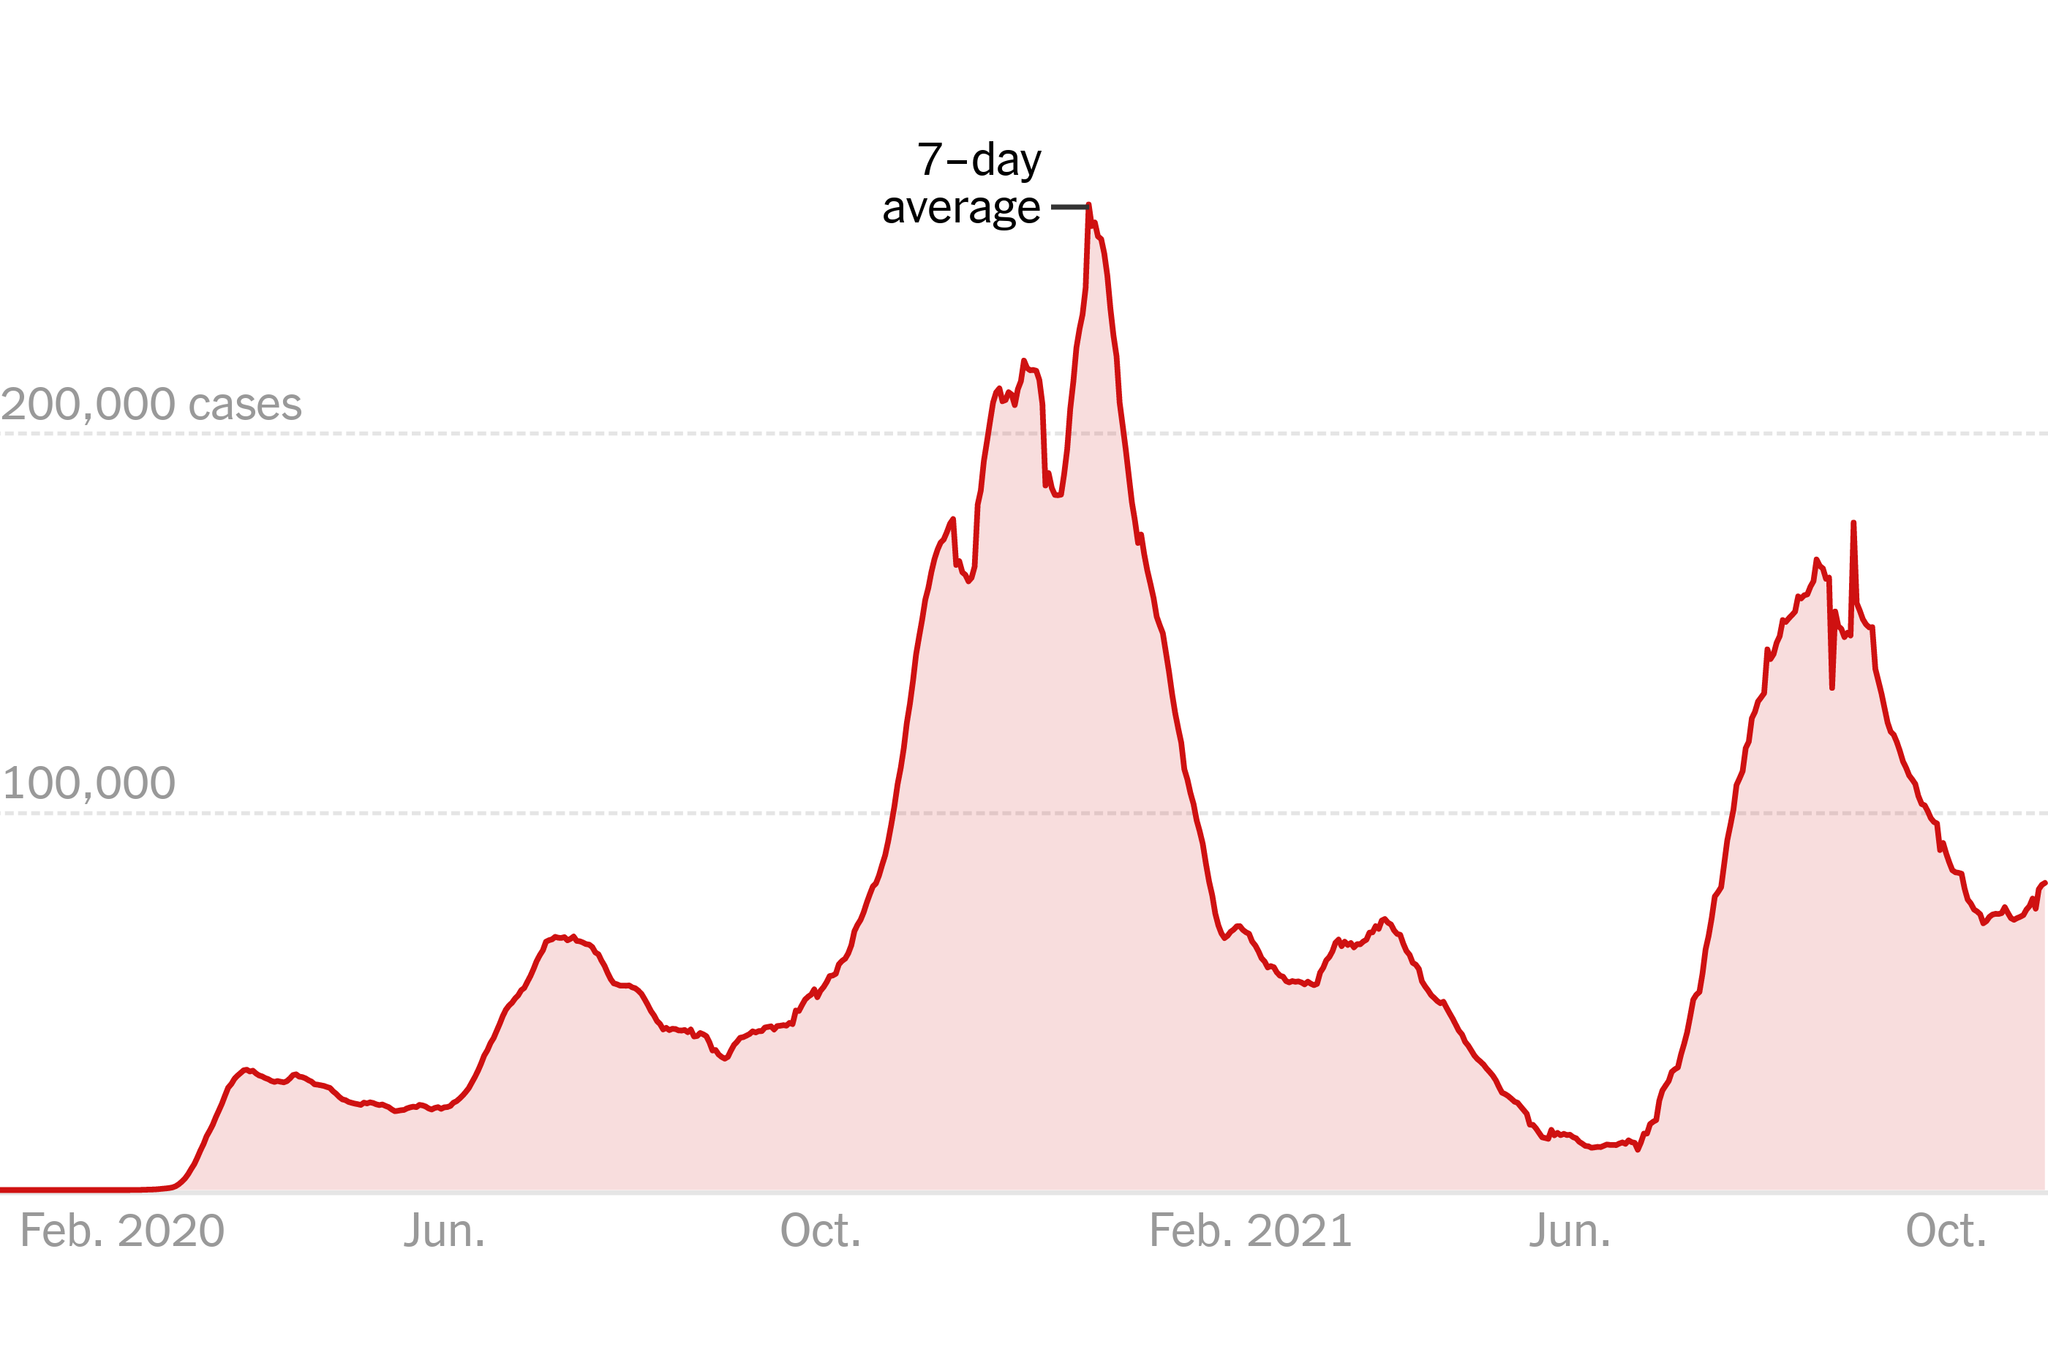 7–day
average
200,000 cases
100,000
Feb. 2020
Jun.
Oct.
Feb. 2021
Jun.
Oct.